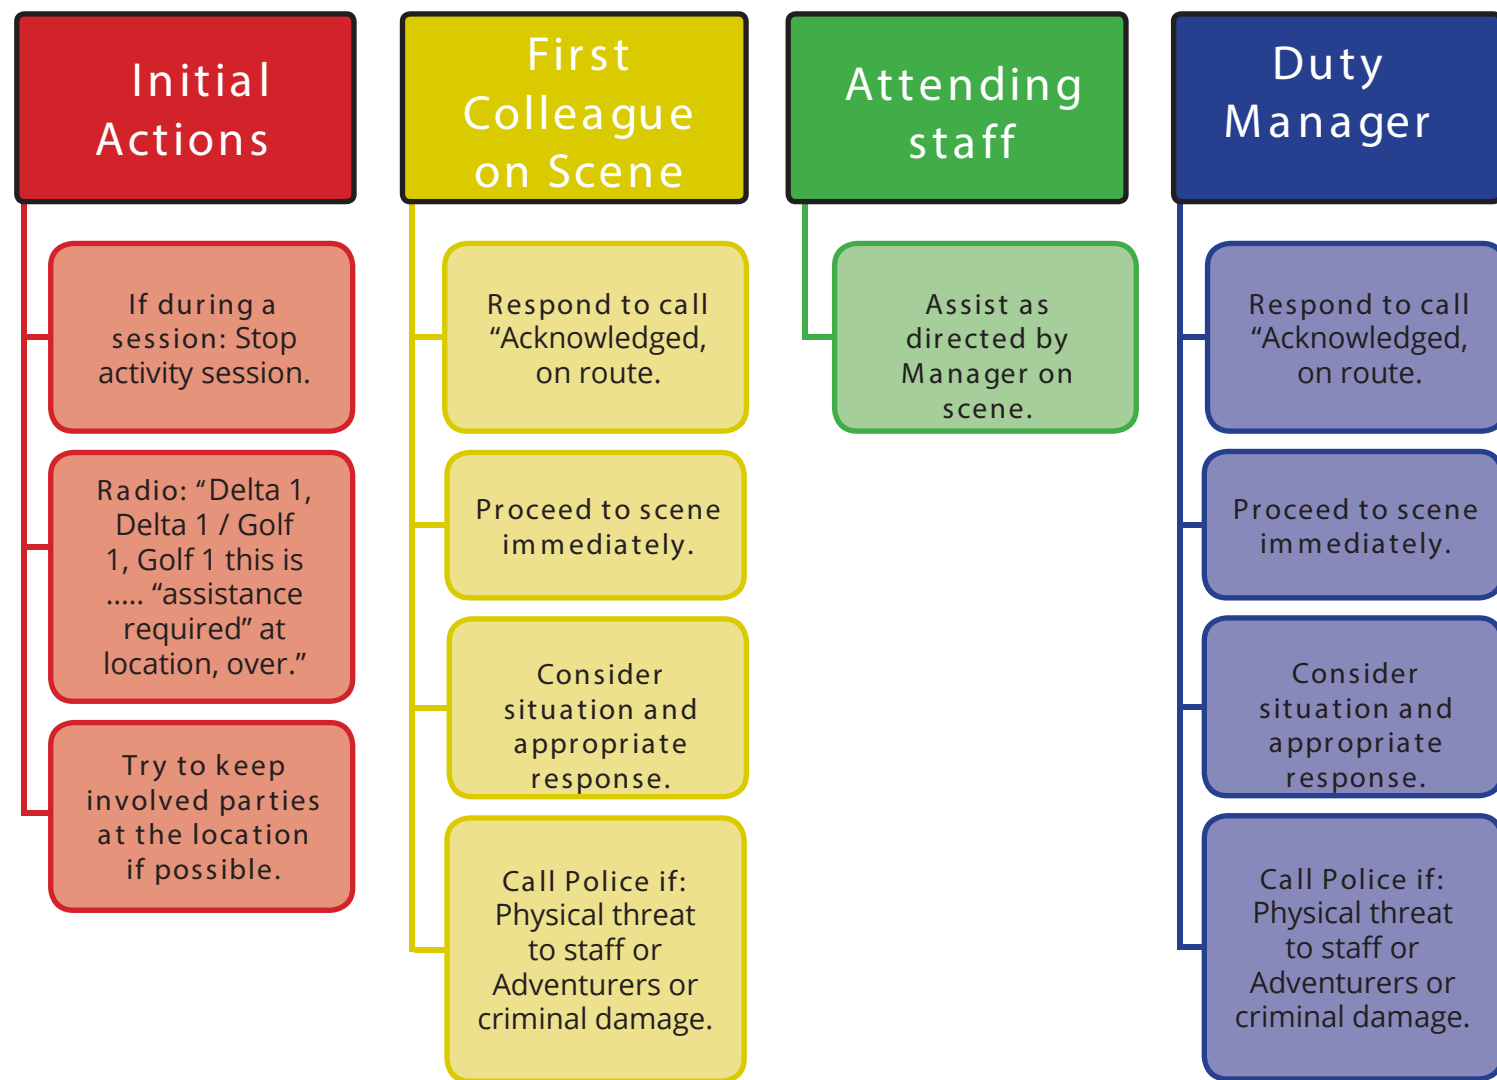 Initial
Actions
If during a
session: Stop
activity session.
Radio: “Delta 1,
Delta 1 / Golf
1, Golf 1 this is
..... “assistance
required” at
location, over.”
Try to keep
involved parties
at the location
if possible.
First
Colleague
on Scene
Respond to call
“Acknowledged,
on route.
Proceed to scene
immediately.
Consider
situation and
appropriate
response.
Call Police if:
Physical threat
to staff or
Adventurers or
criminal damage.
Attending
staff
Assist as
directed by
Manager on
scene.
Duty
Manager
Respond to call
“Acknowledged,
on route.
Proceed to scene
immediately.
Consider
situation and
appropriate
response.
Call Police if:
Physical threat
to staff or
Adventurers or
criminal damage.